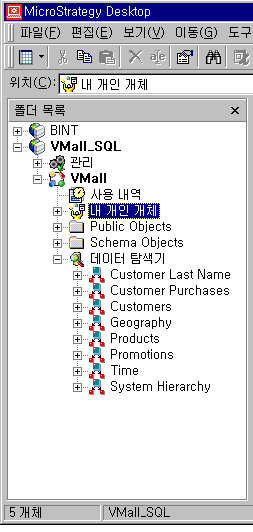 MicroStrategy Desktop
파일(F) 편집(E) 보기(V) 이동(G) 도구
위치(C): 내 개인 개체
폴더 목록
BINT
VMall_SQL
관리
VMall
사용 내역
내 개인 개체
Public Objects
Schema Objects
데이터 탐색기
Customer Last Name
Customer Purchases
Customers
Geography
Products
Promotions
Time
System Hierarchy
5 개체 VMall_SQL